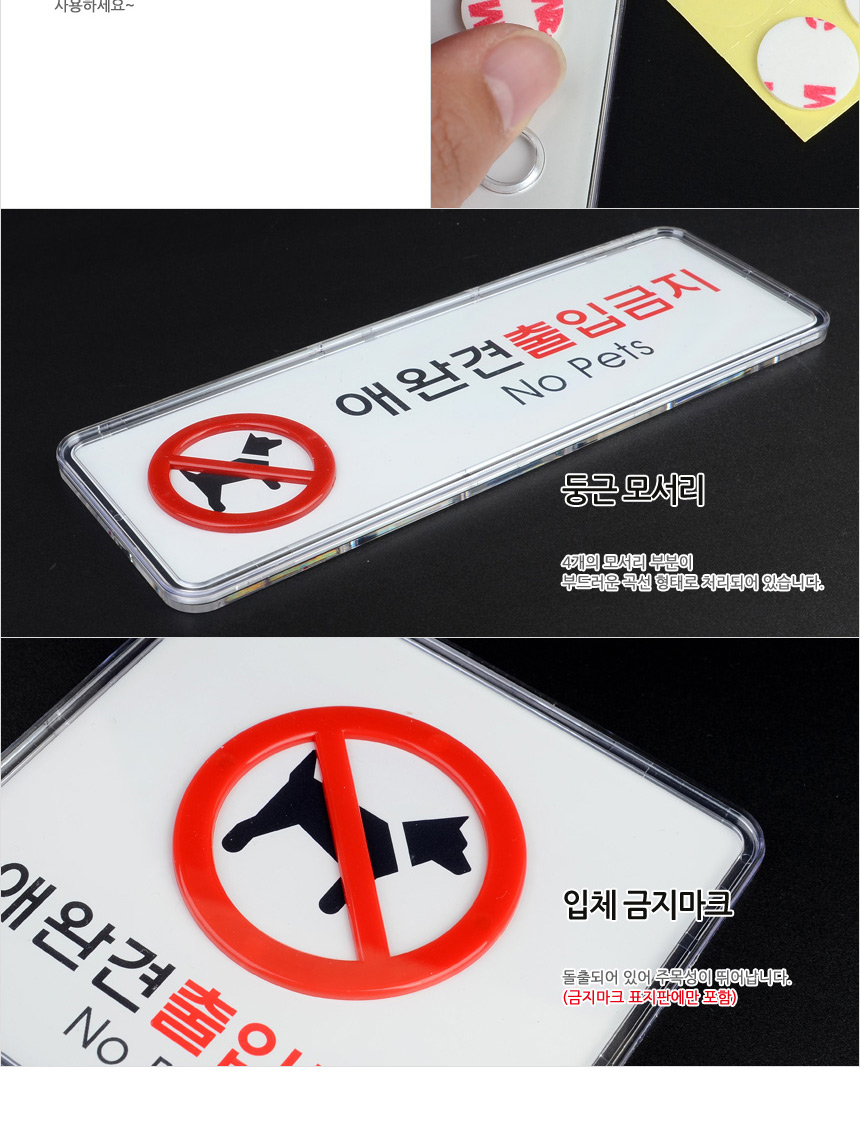 사용하세요~
애완견출입금지
No Pets
둥근 모서리
4개의 모서리 부분이
부드러운 곡선 형태로 처리되어 있습니다.
입체 금지마크
돌출되어 있어 주목성이 뛰어납니다.
(금지마크 표지판에만 포함)
애완견출입
No